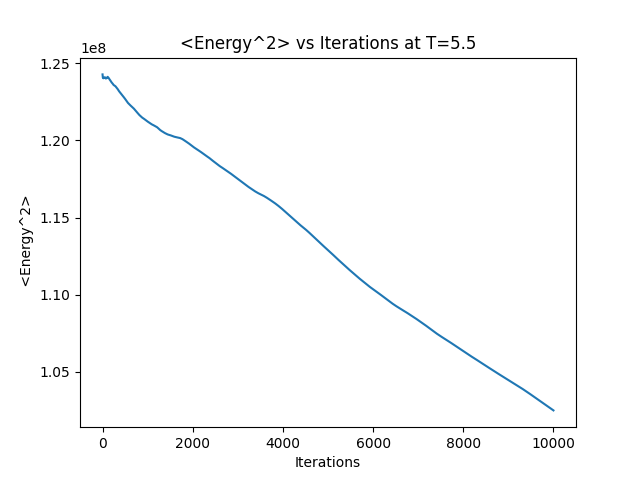 <Energy^2> vs Iterations at T=5.5
1e8
1.25
1.20
1.15
1.10
1.05
<Energy^2>
0 2000 4000 6000 8000 10000
Iterations